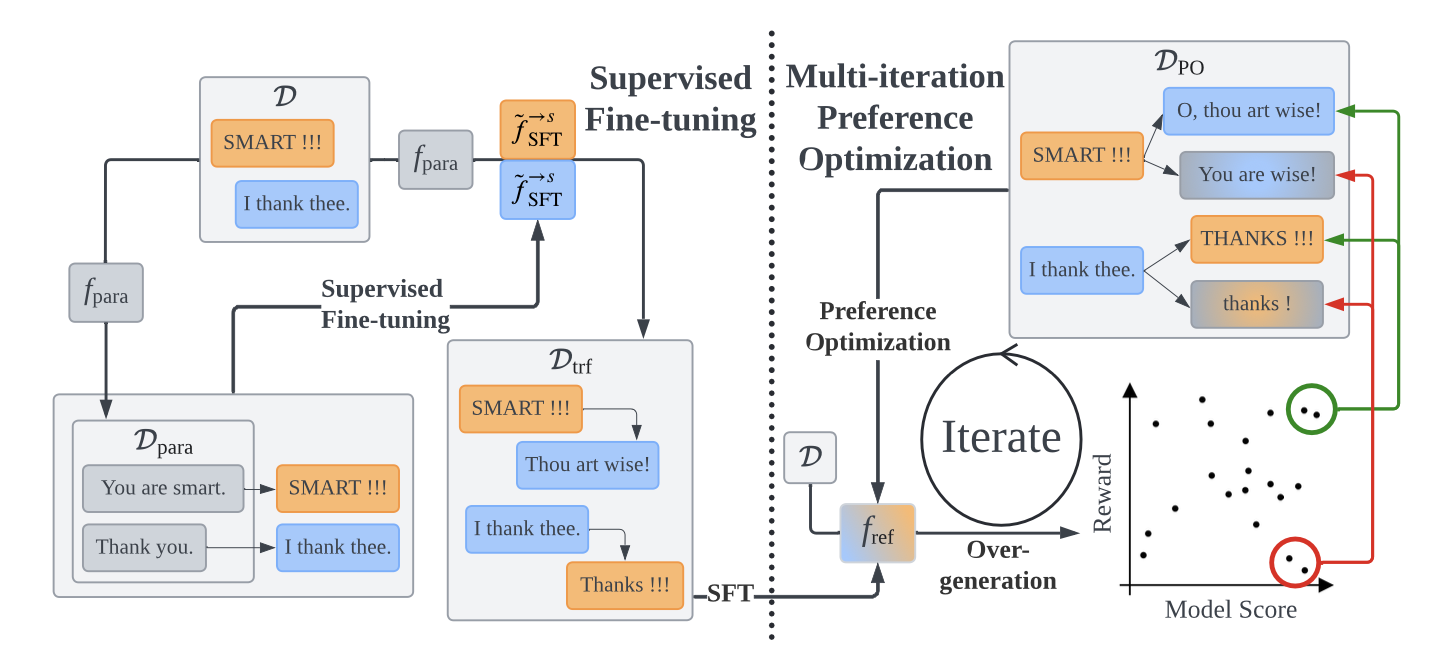 𝒟
SMART !!!
I thank thee.
f_para
f̃_SFT^{→s}
f̃_SFT^{→s}
Supervised
Fine-tuning
f_para
Supervised
Fine-tuning
𝒟_para
You are smart.
SMART !!!
Thank you.
I thank thee.
𝒟_trf
SMART !!!
Thou art wise!
I thank thee.
Thanks !!!
SFT
Multi-iteration
Preference
Optimization
𝒟_PO
O, thou art wise!
SMART !!!
You are wise!
THANKS !!!
I thank thee.
thanks !
Preference
Optimization
Iterate
𝒟
f_ref
Over-
generation
Reward
Model Score